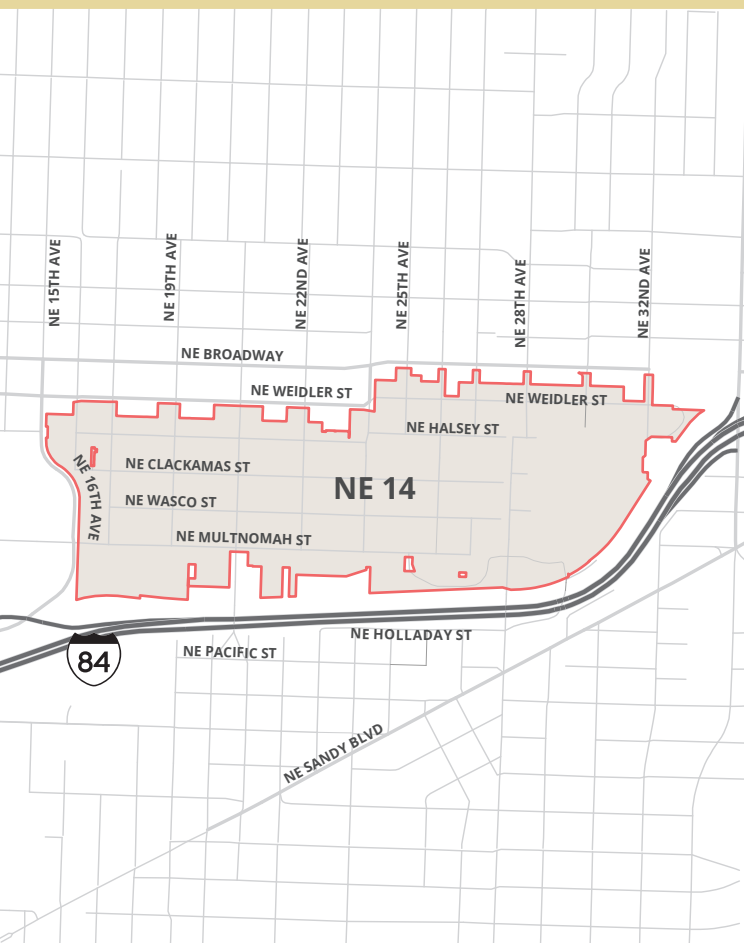 NE 15TH AVE
NE 19TH AVE
NE 22ND AVE
NE 25TH AVE
NE 28TH AVE
NE 32ND AVE
NE BROADWAY
NE WEIDLER ST
NE WEIDLER ST
NE HALSEY ST
NE CLACKAMAS ST
NE 16TH AVE
NE 14
NE WASCO ST
NE MULTNOMAH ST
NE HOLLADAY ST
NE PACIFIC ST
84
NE SANDY BLVD